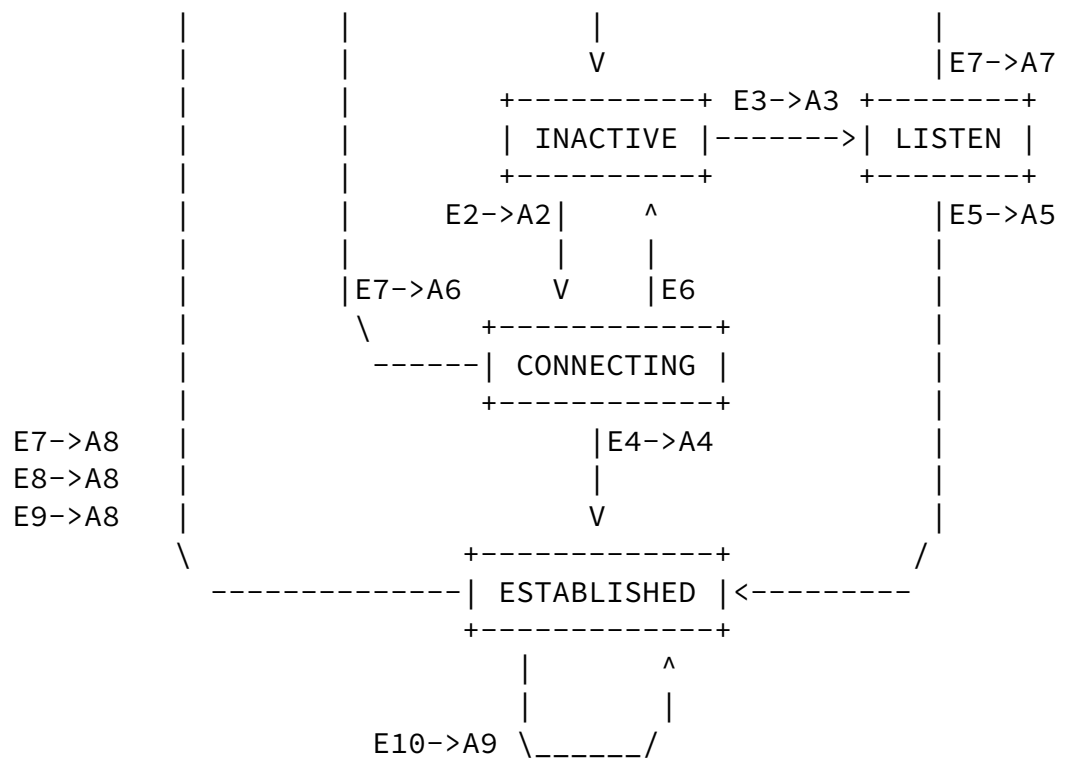 E7->A7
E3->A3
INACTIVE LISTEN
E2->A2 E5->A5
E7->A6 E6
CONNECTING
E7->A8 E4->A4
E8->A8
E9->A8
ESTABLISHED
E10->A9